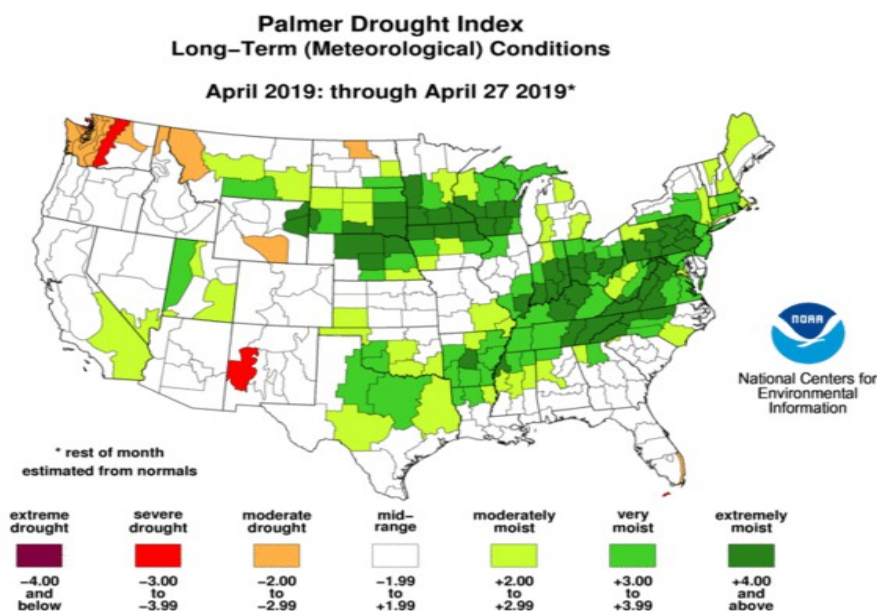 Palmer Drought Index
Long-Term (Meteorological) Conditions
April 2019: through April 27 2019*
NOAA
National Centers for
Environmental
Information
* rest of month
estimated from normals
extreme drought
severe drought
moderate drought
mid-range
moderately moist
very moist
extremely moist
-4.00 and below
-3.00 to -3.99
-2.00 to -2.99
-1.99 to +1.99
+2.00 to +2.99
+3.00 to +3.99
+4.00 and above